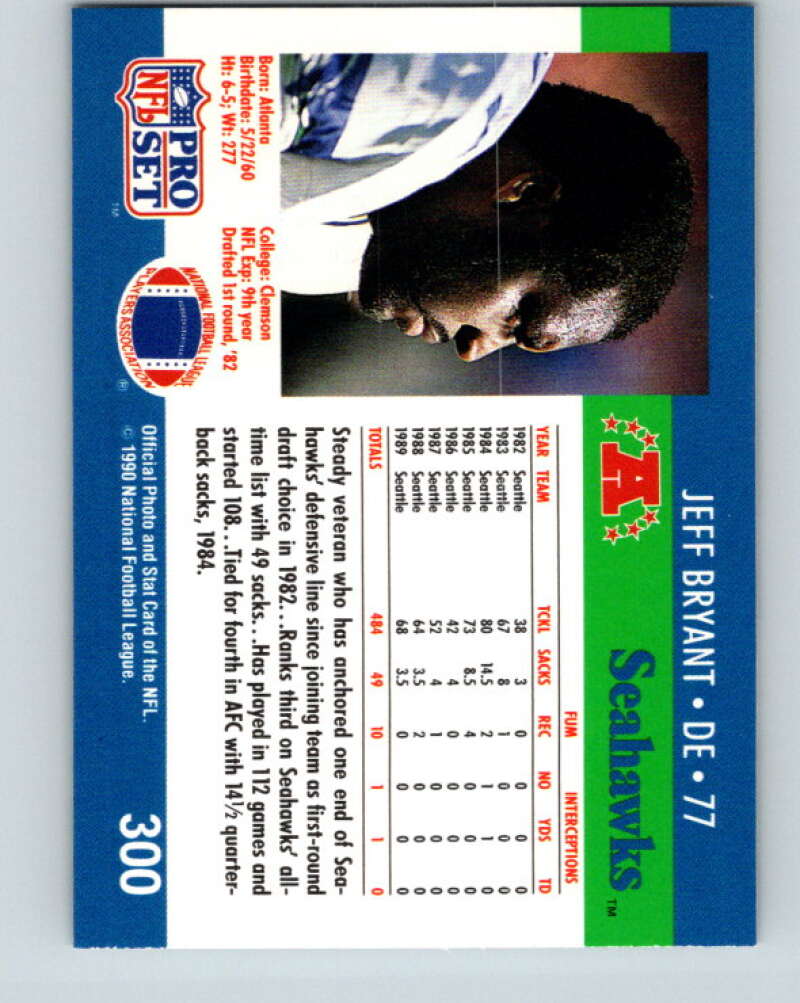 JEFF BRYANT • DE • 77
A
Seahawks™
Born: Atlanta
Birthdate: 5/22/60
Ht: 6-5; Wt: 277
College: Clemson
NFL Exp: 9th year
Drafted 1st round, '82
FUM INTERCEPTIONS
YEAR TEAM TCKL SACKS REC NO YDS TD
1982 Seattle 38 3 0 0 0 0
1983 Seattle 67 8 1 0 0 0
1984 Seattle 80 14.5 2 1 1 0
1985 Seattle 73 8.5 4 0 0 0
1986 Seattle 42 4 0 0 0 0
1987 Seattle 52 4 1 0 0 0
1988 Seattle 64 3.5 2 0 0 0
1989 Seattle 68 3.5 0 0 0 0
TOTALS 484 49 10 1 1 0
Steady veteran who has anchored one end of Sea-
hawks' defensive line since joining team as first-round
draft choice in 1982...Ranks third on Seahawks' all-
time list with 49 sacks...Has played in 112 games and
started 108...Tied for fourth in AFC with 14½ quarter-
back sacks, 1984.
PRO
NFL SET
TM
NATIONAL FOOTBALL LEAGUE
PLAYERS ASSOCIATION
®
Official Photo and Stat Card of the NFL.
© 1990 National Football League.
300